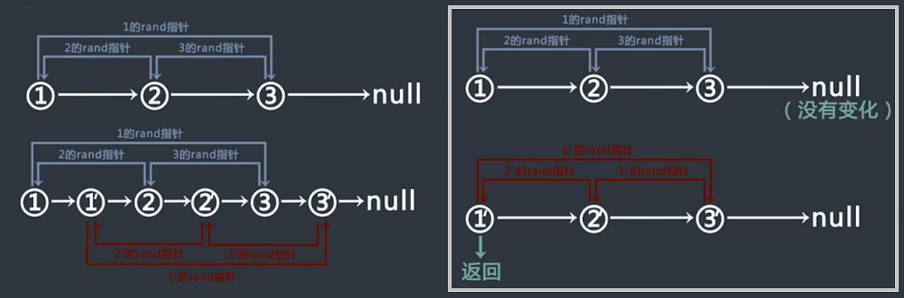 1的rand指针
2的rand指针 3的rand指针
1 2 3 null
1的rand指针
2的rand指针 3的rand指针
1 1′ 2 2′ 3 3′ null
2′的rand指针 3′的rand指针
1′的rand指针
1的rand指针
2的rand指针 3的rand指针
1 2 3 null
(没有变化)
1′的rand指针
2′的rand指针 3′的rand指针
1′ 2′ 3′ null
返回